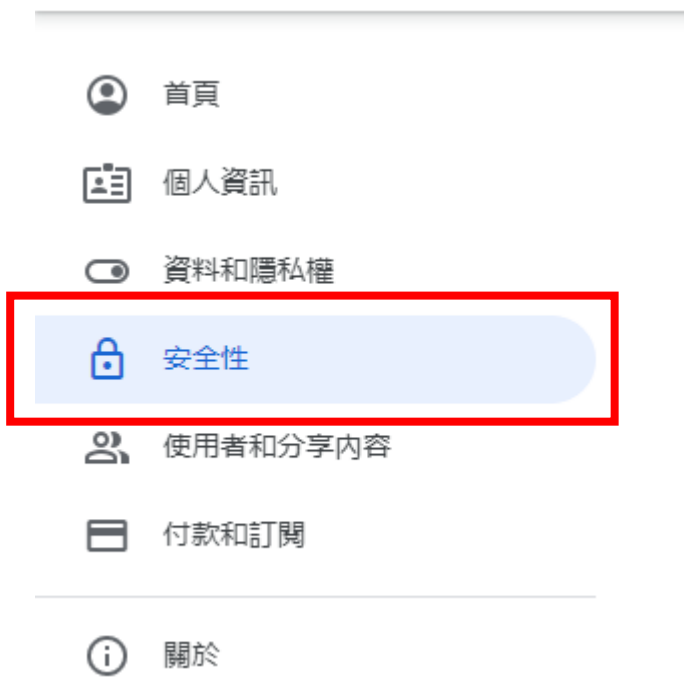 首頁
個人資訊
資料和隱私權
安全性
使用者和分享內容
付款和訂閱
關於